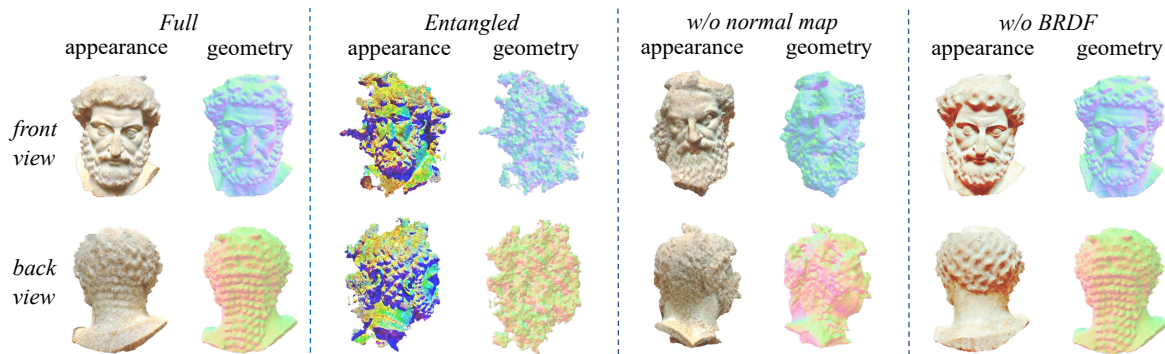 Full Entangled w/o normal map w/o BRDF
appearance geometry appearance geometry appearance geometry appearance geometry
front
view
back
view